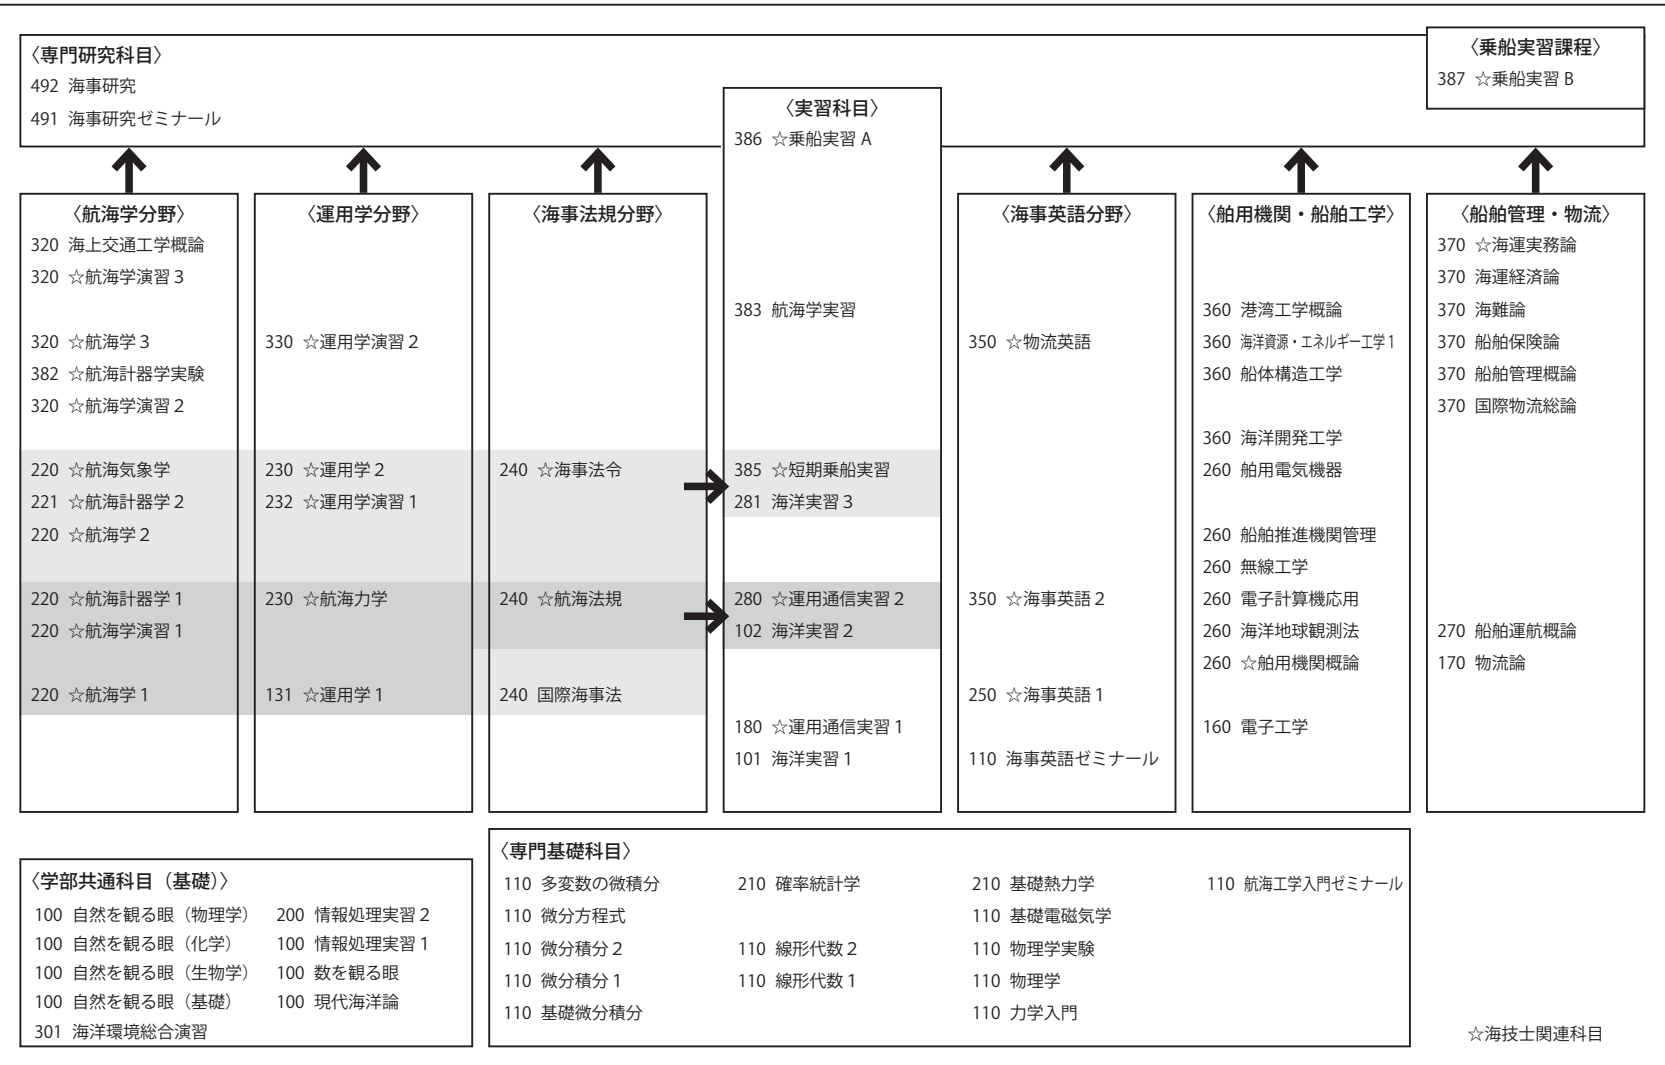 〈専門研究科目〉
492 海事研究
491 海事研究ゼミナール
〈乗船実習課程〉
387 ☆乗船実習 B
〈航海学分野〉
320 海上交通工学概論
320 ☆航海学演習 3
320 ☆航海学 3
382 ☆航海計器学実験
320 ☆航海学演習 2
220 ☆航海気象学
221 ☆航海計器学 2
220 ☆航海学 2
220 ☆航海計器学 1
220 ☆航海学演習 1
220 ☆航海学 1
〈運用学分野〉
330 ☆運用学演習 2
230 ☆運用学 2
232 ☆運用学演習 1
230 ☆航海力学
131 ☆運用学 1
〈海事法規分野〉
240 ☆海事法令
240 ☆航海法規
240 国際海事法
〈実習科目〉
386 ☆乗船実習 A
383 航海学実習
385 ☆短期乗船実習
281 海洋実習 3
280 ☆運用通信実習 2
102 海洋実習 2
180 ☆運用通信実習 1
101 海洋実習 1
〈海事英語分野〉
350 ☆物流英語
350 ☆海事英語 2
250 ☆海事英語 1
110 海事英語ゼミナール
〈舶用機関・船舶工学〉
360 港湾工学概論
360 海洋資源・エネルギー工学 1
360 船体構造工学
360 海洋開発工学
260 舶用電気機器
260 船舶推進機関管理
260 無線工学
260 電子計算機応用
260 海洋地球観測法
260 ☆舶用機関概論
160 電子工学
〈船舶管理・物流〉
370 ☆海運実務論
370 海運経済論
370 海難論
370 船舶保険論
370 船舶管理概論
370 国際物流総論
270 船舶運航概論
170 物流論
〈学部共通科目（基礎）〉
100 自然を観る眼（物理学）
100 自然を観る眼（化学）
100 自然を観る眼（生物学）
100 自然を観る眼（基礎）
301 海洋環境総合演習
200 情報処理実習 2
100 情報処理実習 1
100 数を観る眼
100 現代海洋論
〈専門基礎科目〉
110 多変数の微積分
110 微分方程式
110 微分積分 2
110 微分積分 1
110 基礎微分積分
210 確率統計学
110 線形代数 2
110 線形代数 1
210 基礎熱力学
110 基礎電磁気学
110 物理学実験
110 物理学
110 力学入門
110 航海工学入門ゼミナール
☆海技士関連科目